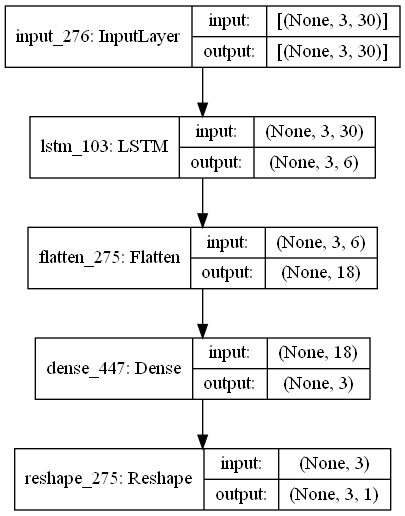 input_276: InputLayer
input:
[(None, 3, 30)]
output:
[(None, 3, 30)]
lstm_103: LSTM
input:
(None, 3, 30)
output:
(None, 3, 6)
flatten_275: Flatten
input:
(None, 3, 6)
output:
(None, 18)
dense_447: Dense
input:
(None, 18)
output:
(None, 3)
reshape_275: Reshape
input:
(None, 3)
output:
(None, 3, 1)